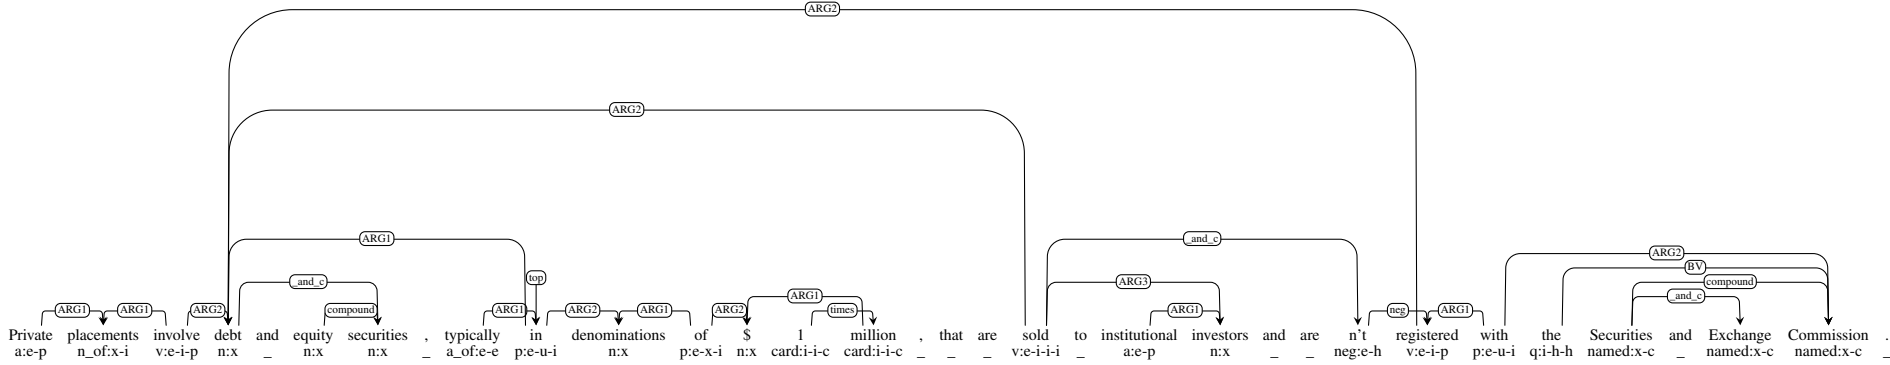 ARG2
ARG2
ARG1 _and_c
ARG2
BV
top
_and_c ARG3 compound
ARG1 _and_c
ARG1 ARG1 ARG2 compound ARG1 ARG2 ARG1 ARG2 times ARG1 neg ARG1
Private placements involve debt and equity securities , typically in denominations of $ 1 million , that are sold to institutional investors and are n't registered with the Securities and Exchange Commission .
a:e-p n_of:x-i v:e-i-p n:x _ n:x n:x _ a_of:e-e p:e-u-i n:x p:e-x-i n:x card:i-i-c card:i-i-c _ _ _ v:e-i-i-i _ a:e-p n:x _ _ neg:e-h v:e-i-p p:e-u-i q:i-h-h named:x-c _ named:x-c named:x-c _